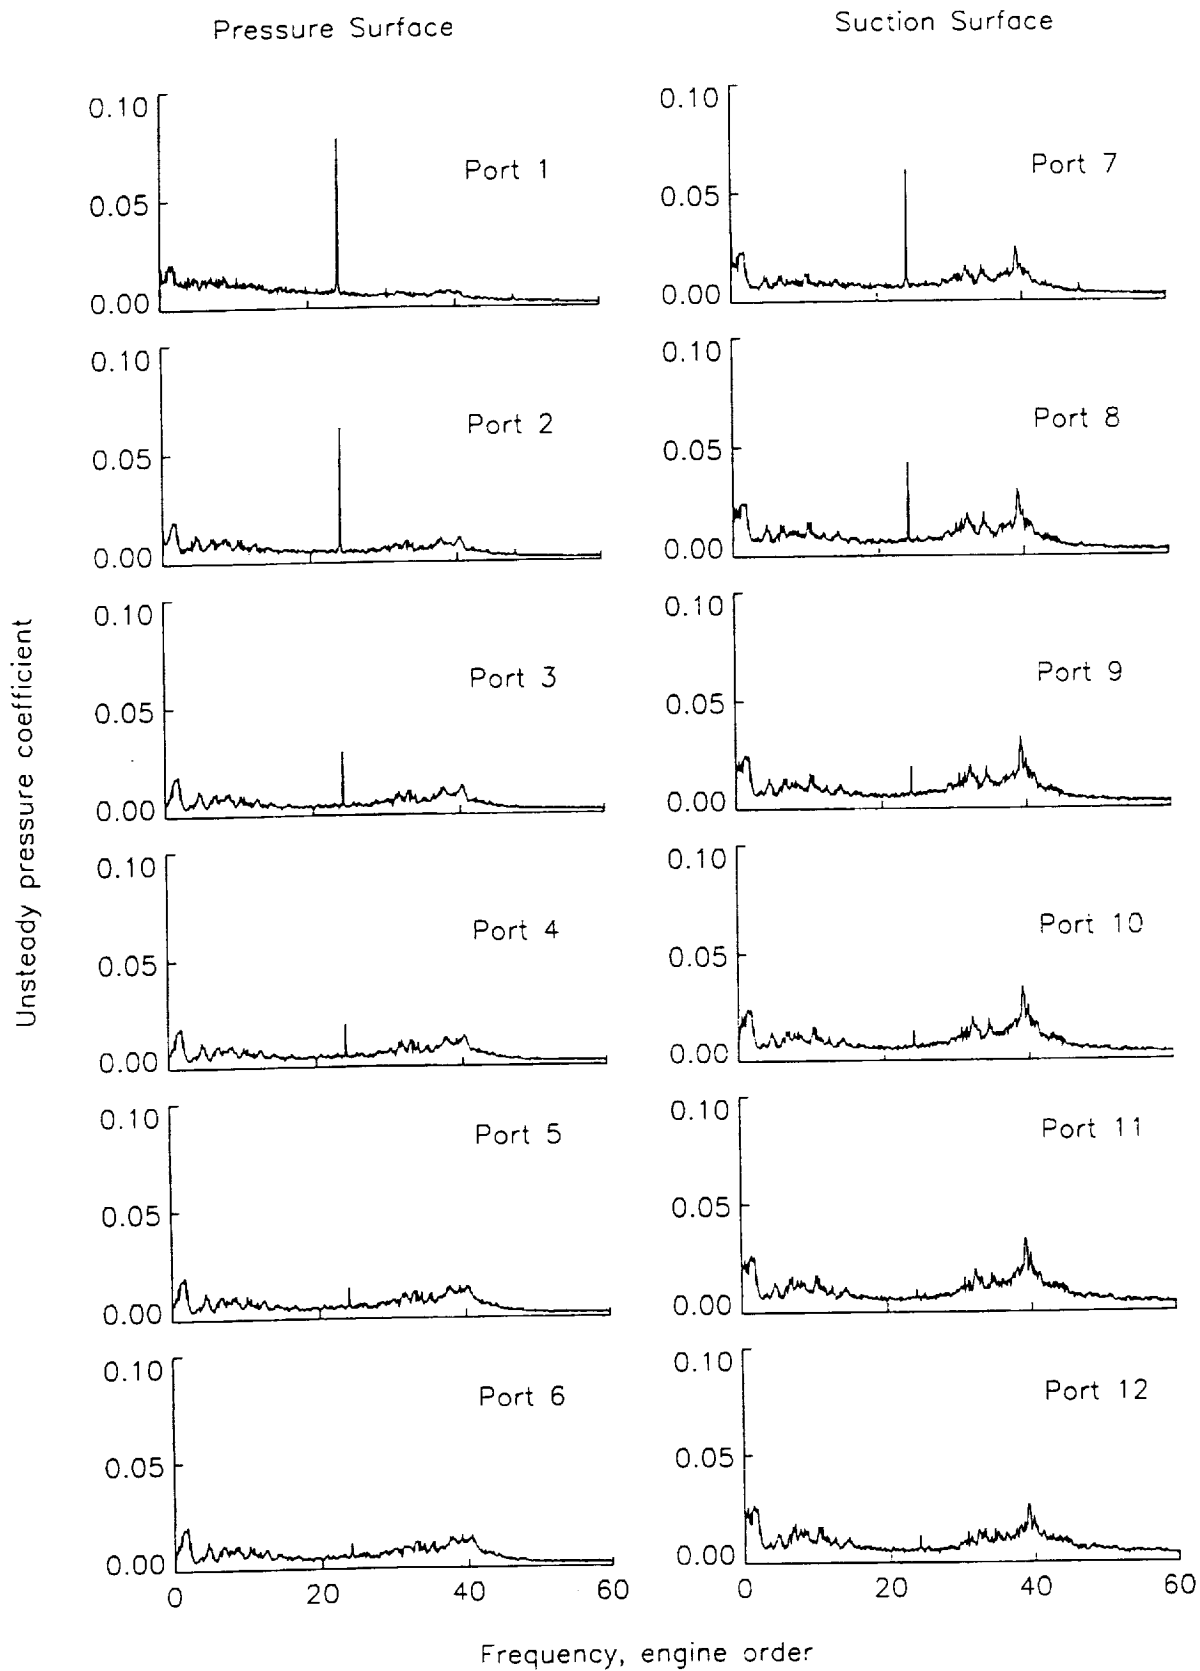 Pressure Surface
Suction Surface
Unsteady pressure coefficient
0.10
0.05
0.00
Port 1
0.10
0.05
0.00
Port 2
0.10
0.05
0.00
Port 3
0.10
0.05
0.00
Port 4
0.10
0.05
0.00
Port 5
0.10
0.05
0.00
Port 6
0 20 40 60
0.10
0.05
0.00
Port 7
0.10
0.05
0.00
Port 8
0.10
0.05
0.00
Port 9
0.10
0.05
0.00
Port 10
0.10
0.05
0.00
Port 11
0.10
0.05
0.00
Port 12
0 20 40 60
Frequency, engine order